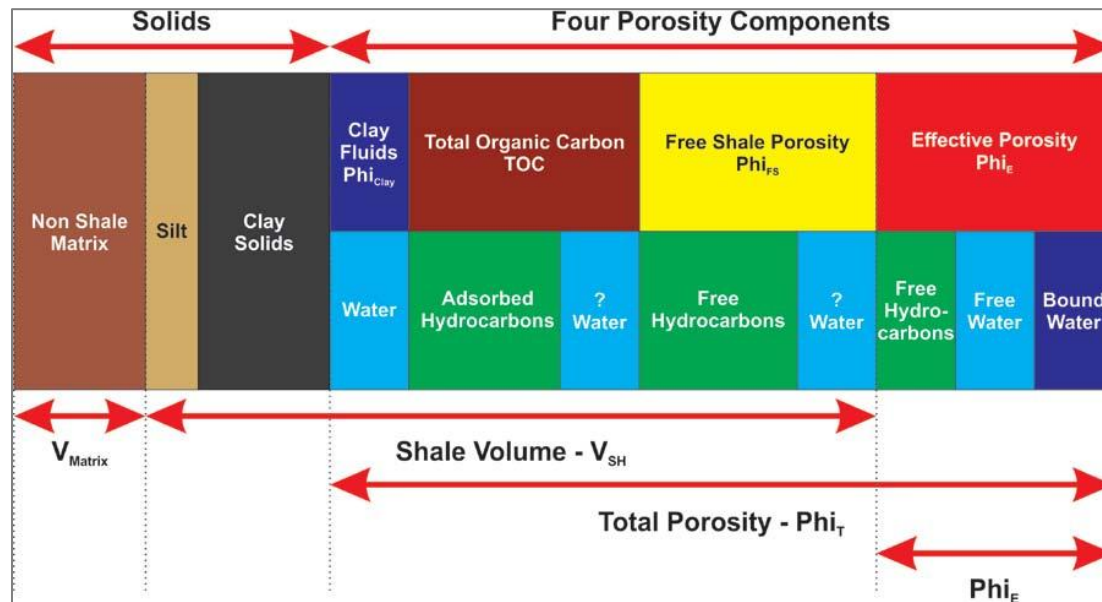 Solids
Four Porosity Components
Non Shale
Matrix
Silt
Clay
Solids
Clay
Fluids
Phi_Clay
Total Organic Carbon
TOC
Free Shale Porosity
Phi_FS
Effective Porosity
Phi_E
Water
Adsorbed
Hydrocarbons
?
Water
Free
Hydrocarbons
?
Water
Free
Hydro-
carbons
Free
Water
Bound
Water
V_Matrix
Shale Volume - V_SH
Total Porosity - Phi_T
Phi_E